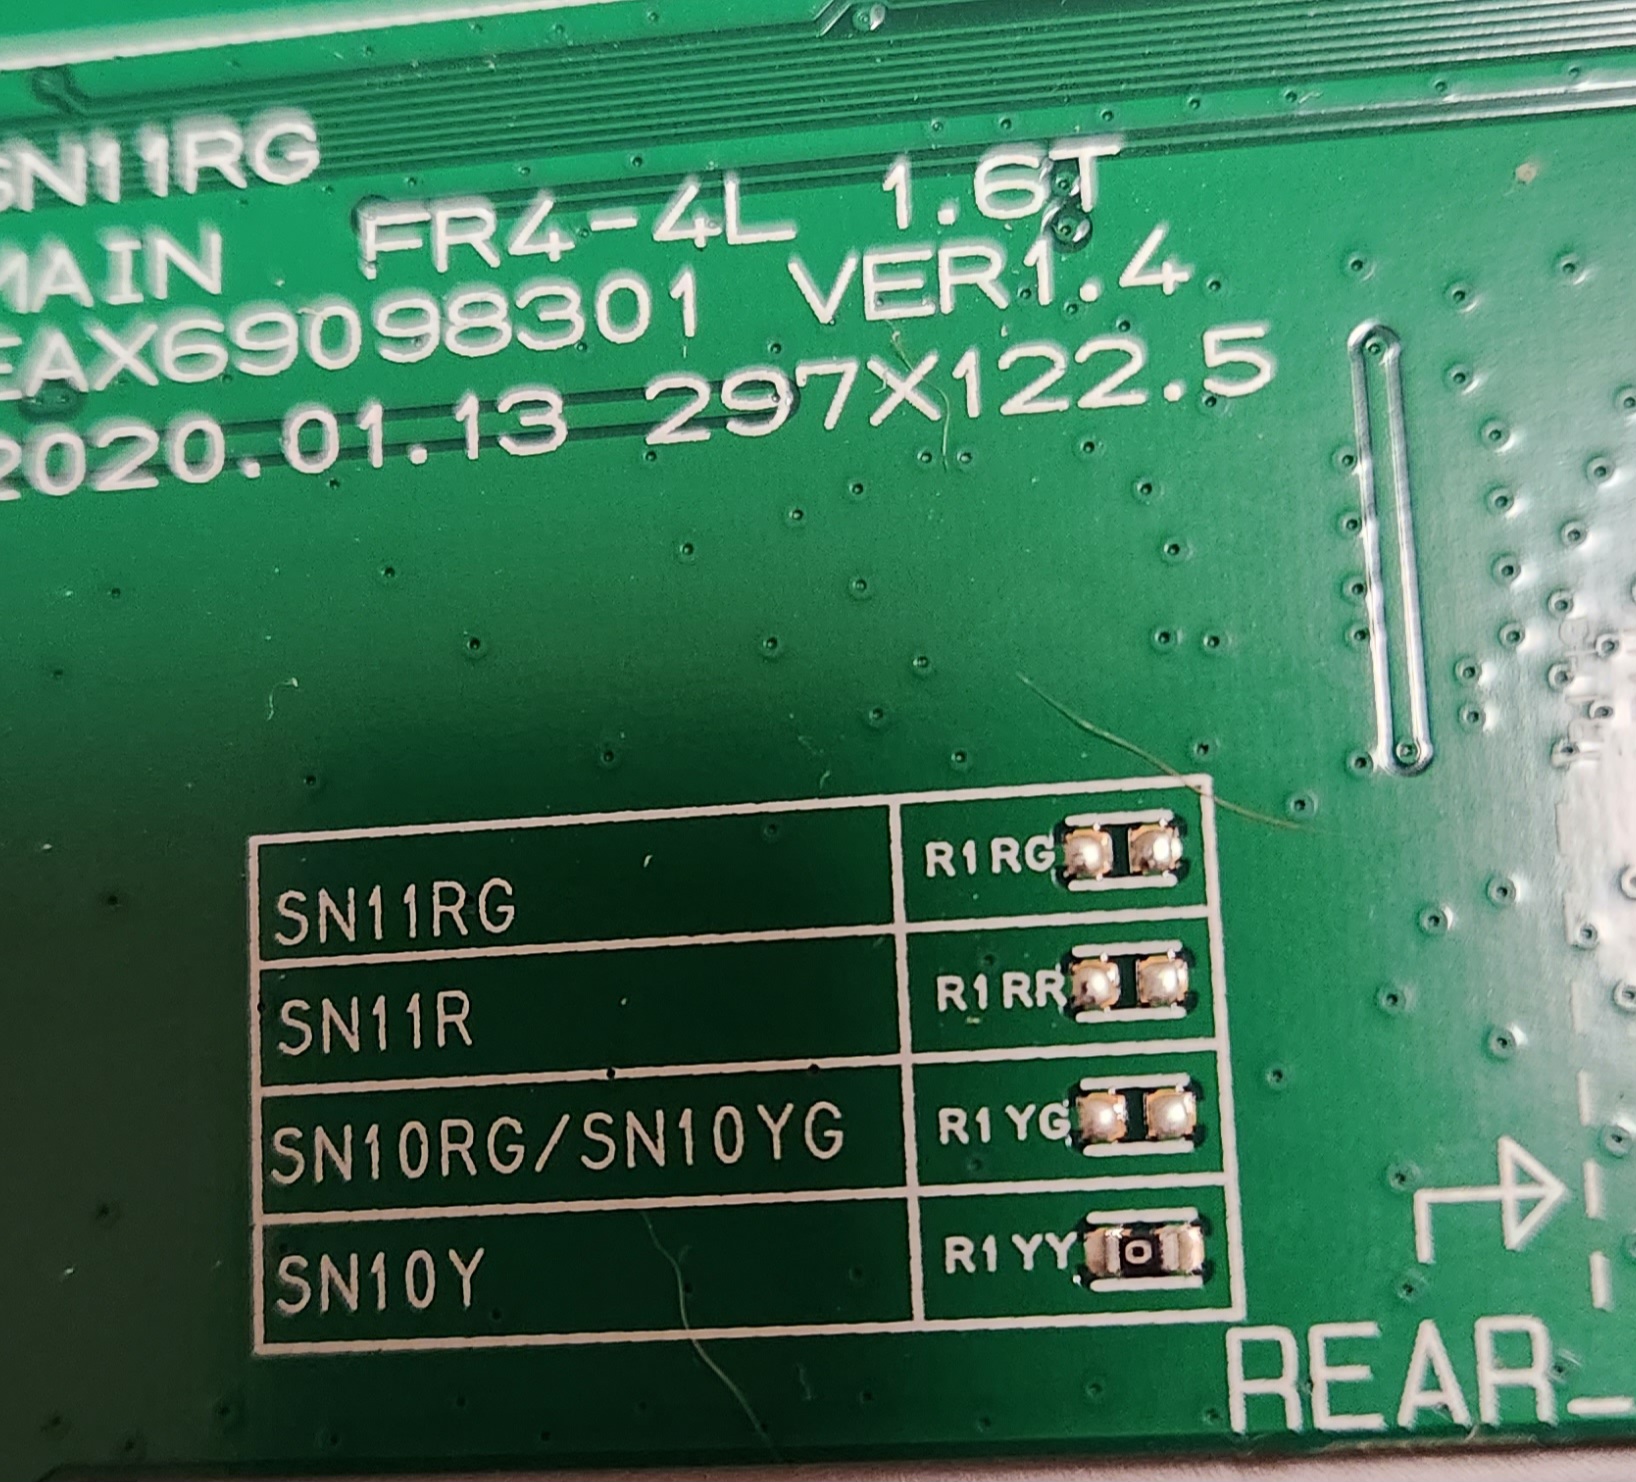 SN11RG
MAIN FR4-4L 1.6T
EAX69098301 VER1.4
2020.01.13 297X122.5
SN11RG R1RG
SN11R R1RR
SN10RG/SN10YG R1YG
SN10Y R1YY 0
REAR_